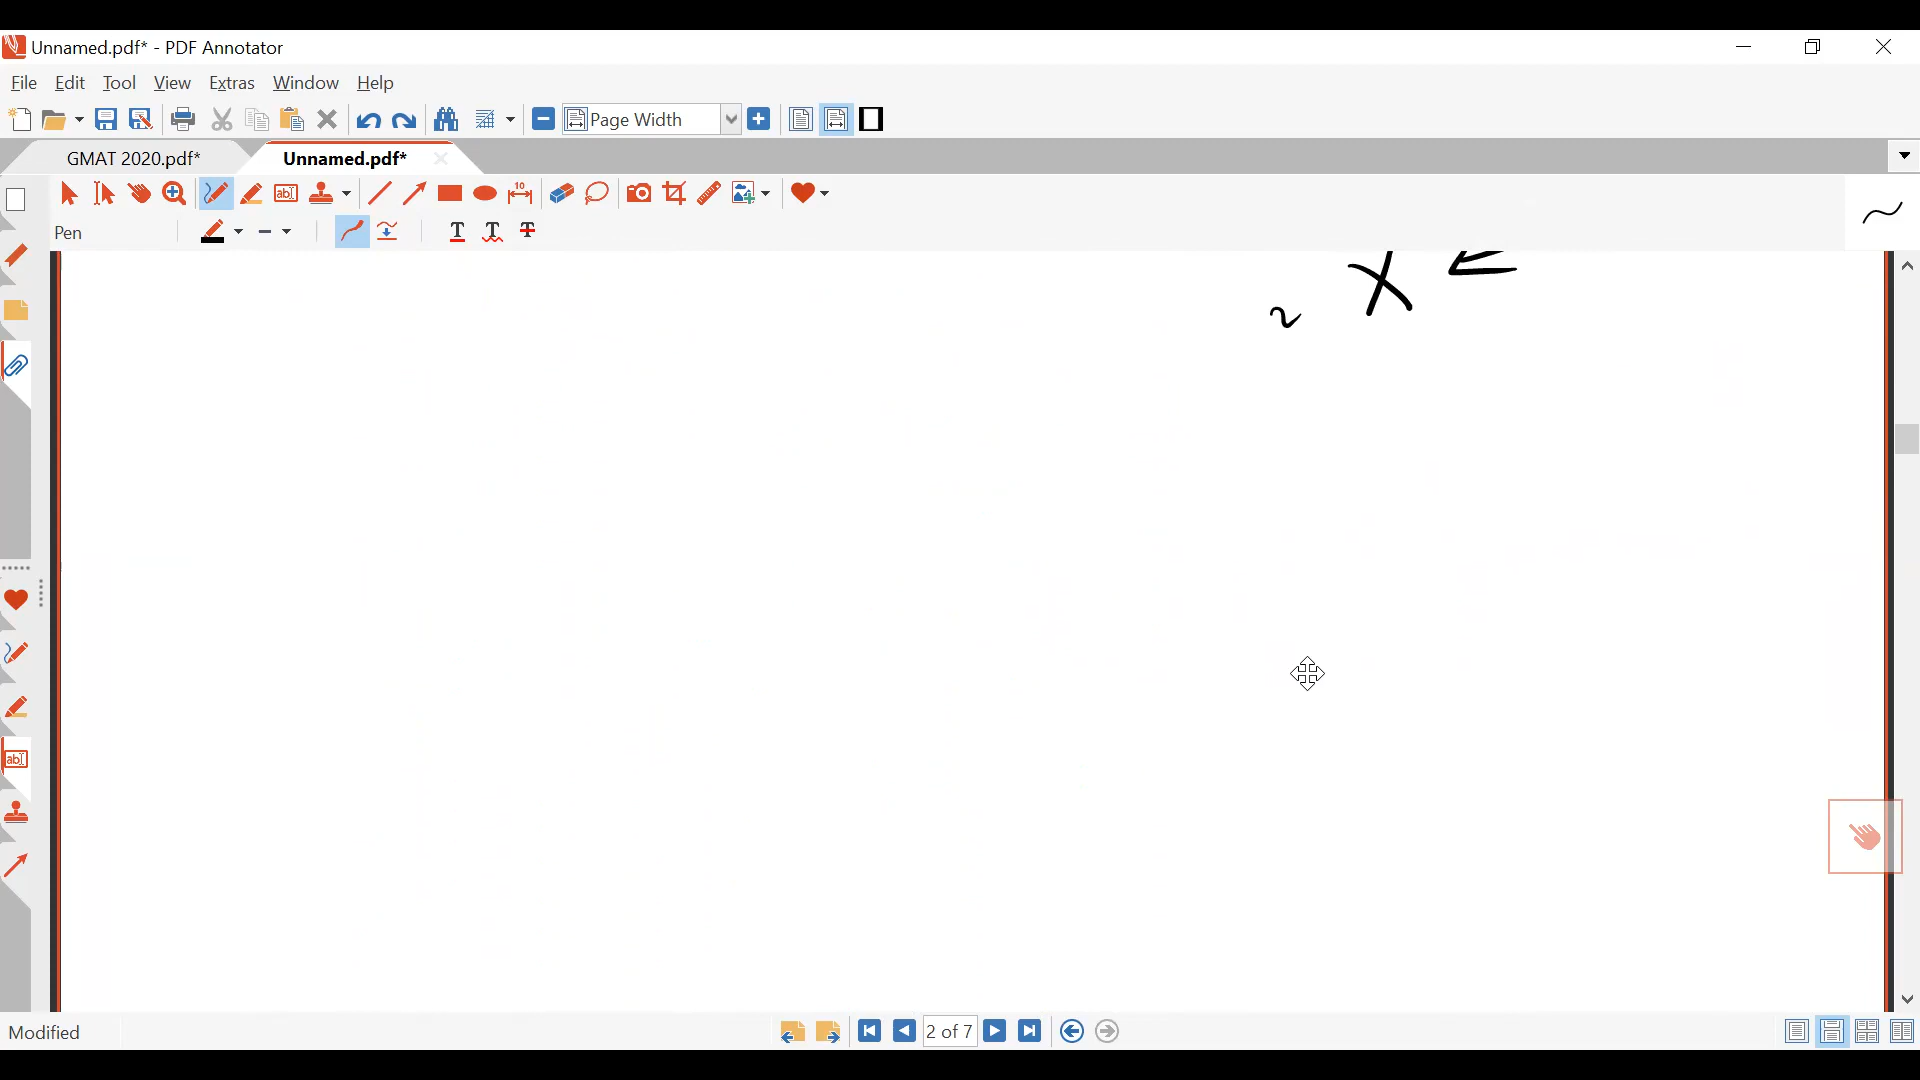 Unnamed.pdf* - PDF Annotator
File Edit Tool View Extras Window Help
Page Width
GMAT 2020.pdf* Unnamed.pdf*
Pen
X
Modified
2 of 7